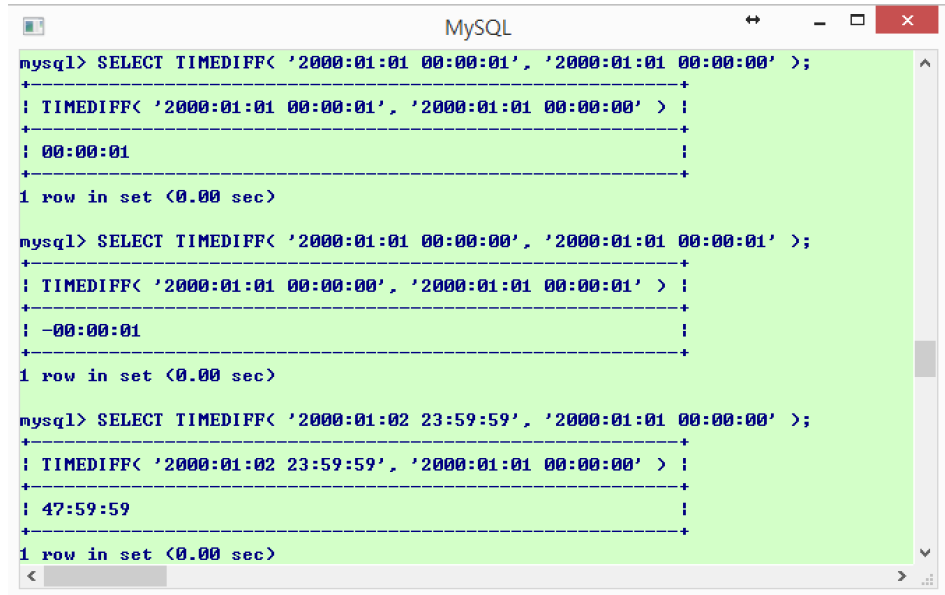 MySQL
mysql> SELECT TIMEDIFF( '2000:01:01 00:00:01', '2000:01:01 00:00:00' );
+-------------------------------------------------------------------+
| TIMEDIFF( '2000:01:01 00:00:01', '2000:01:01 00:00:00' ) |
+-------------------------------------------------------------------+
| 00:00:01 |
+-------------------------------------------------------------------+
1 row in set (0.00 sec)
mysql> SELECT TIMEDIFF( '2000:01:01 00:00:00', '2000:01:01 00:00:01' );
+-------------------------------------------------------------------+
| TIMEDIFF( '2000:01:01 00:00:00', '2000:01:01 00:00:01' ) |
+-------------------------------------------------------------------+
| -00:00:01 |
+-------------------------------------------------------------------+
1 row in set (0.00 sec)
mysql> SELECT TIMEDIFF( '2000:01:02 23:59:59', '2000:01:01 00:00:00' );
+-------------------------------------------------------------------+
| TIMEDIFF( '2000:01:02 23:59:59', '2000:01:01 00:00:00' ) |
+-------------------------------------------------------------------+
| 47:59:59 |
+-------------------------------------------------------------------+
1 row in set (0.00 sec)